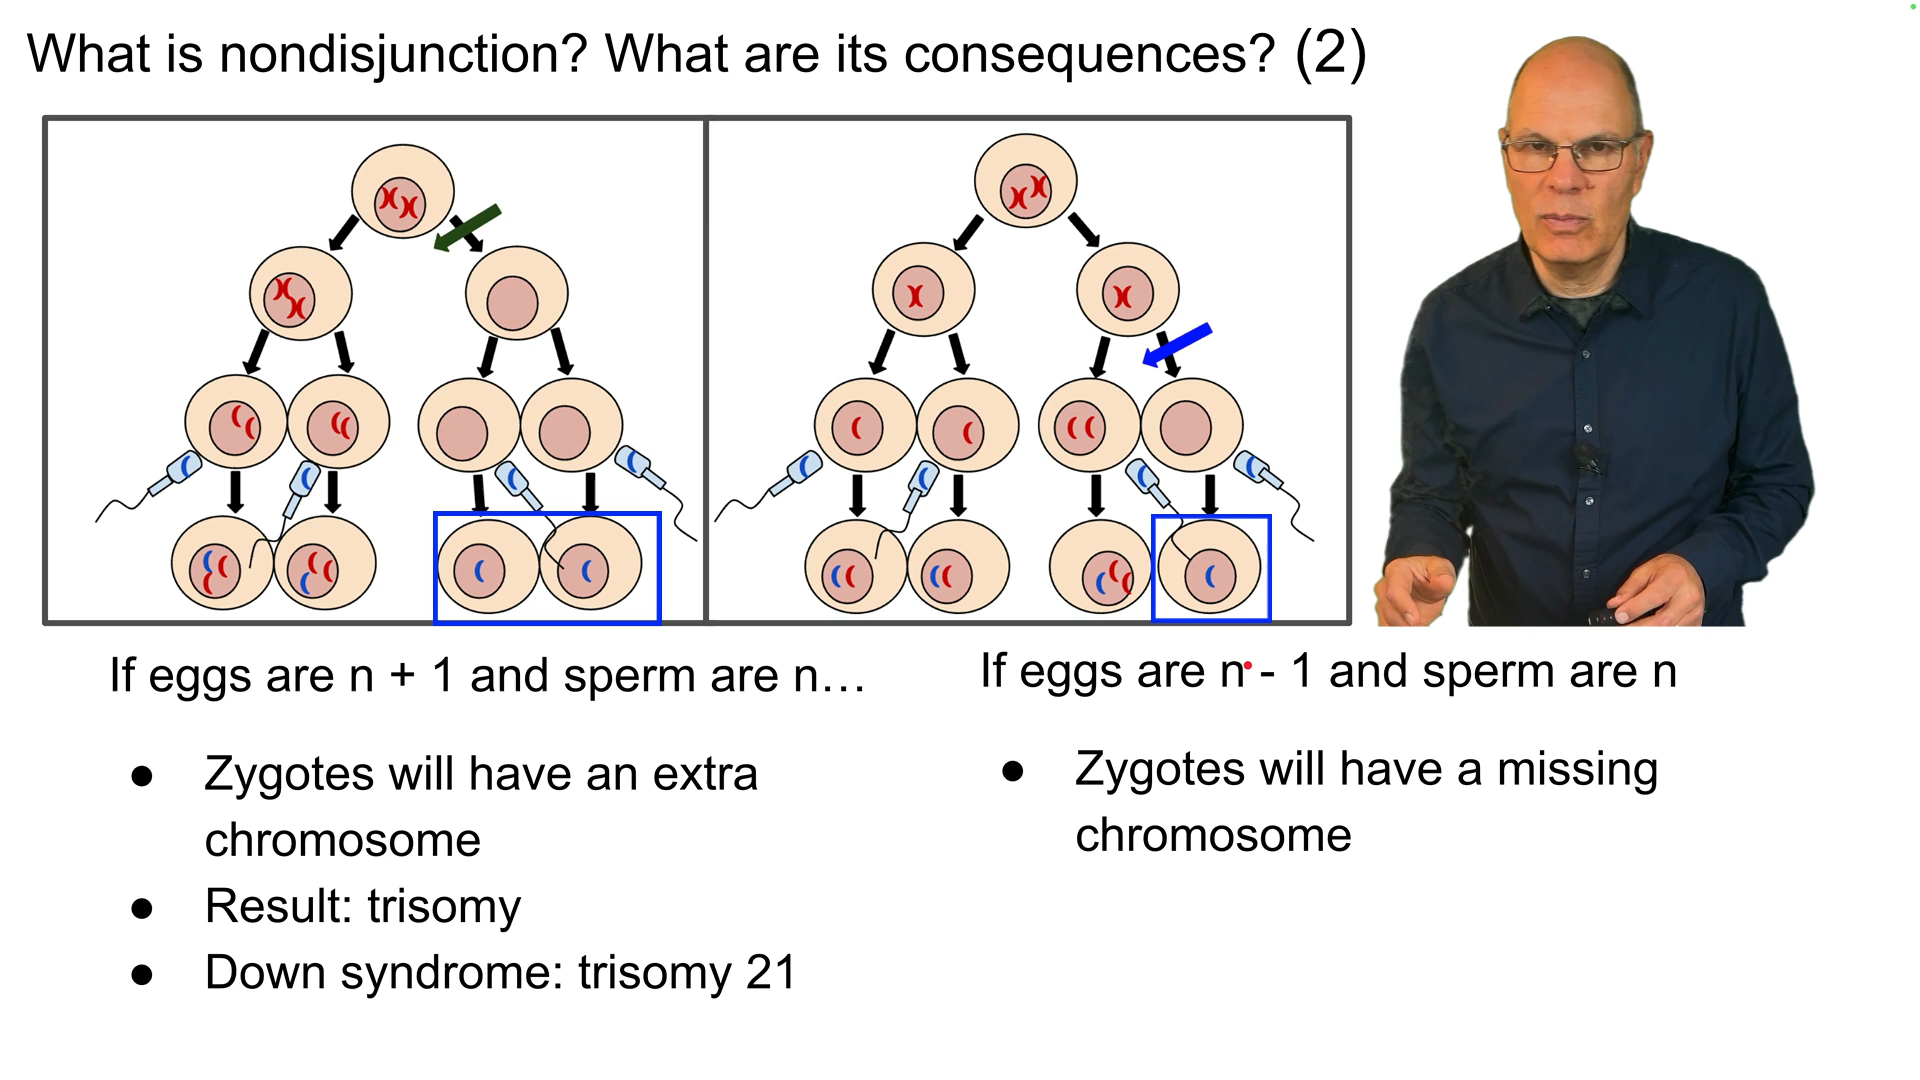 What is nondisjunction? What are its consequences? (2)
If eggs are n + 1 and sperm are n…
● Zygotes will have an extra
chromosome
● Result: trisomy
● Down syndrome: trisomy 21
If eggs are n - 1 and sperm are n
● Zygotes will have a missing
chromosome